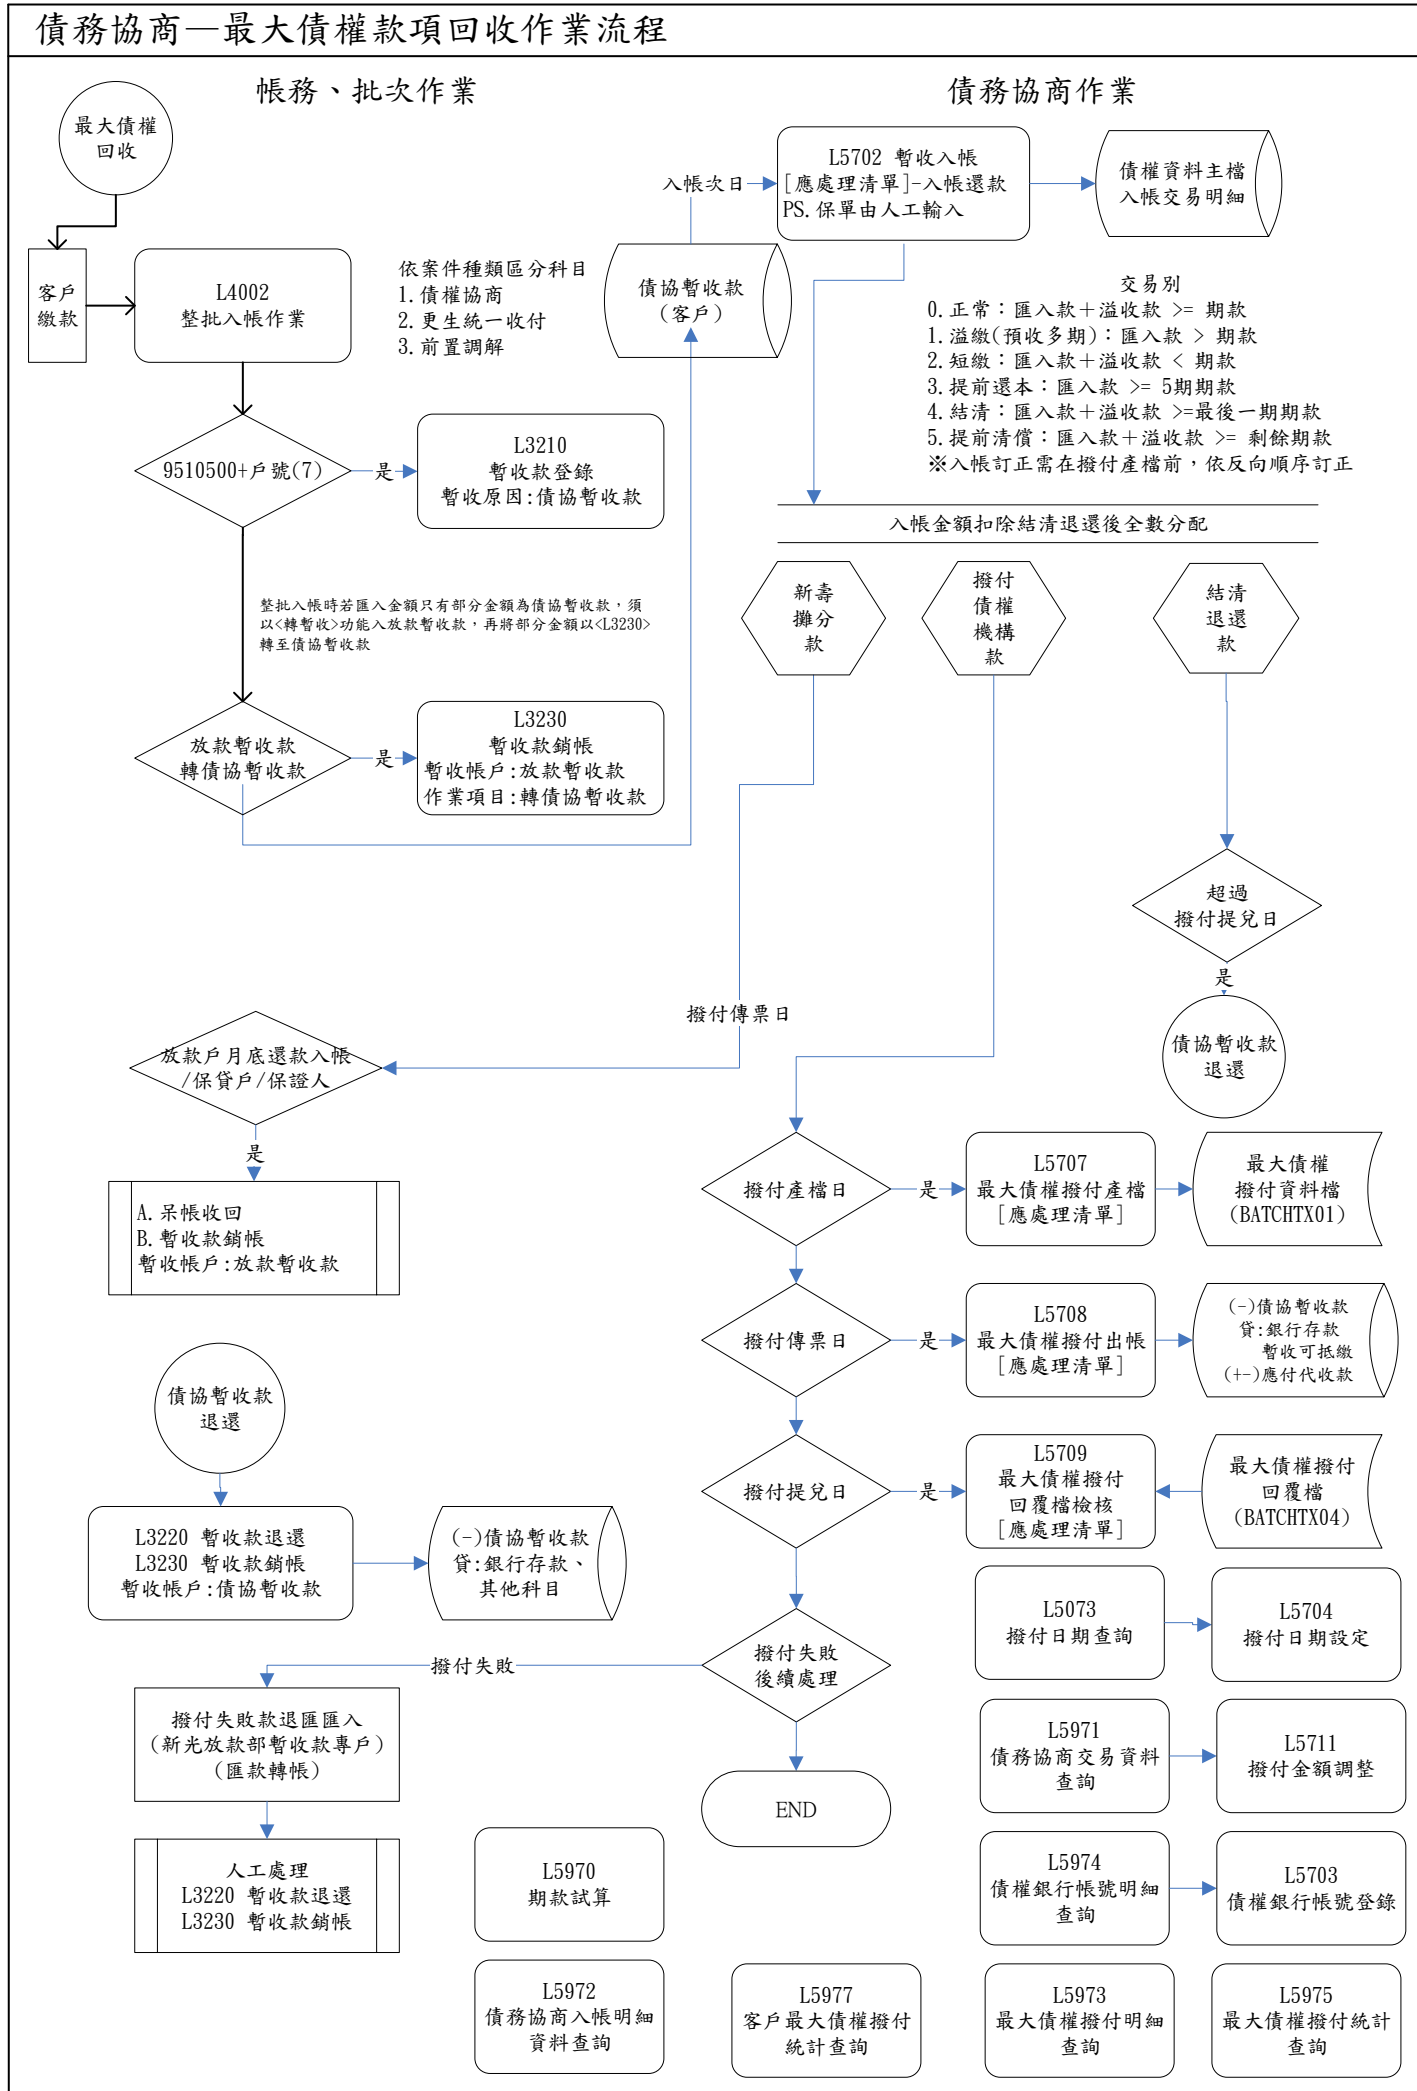 債務協商—最大債權款項回收作業流程
帳務、批次作業
債務協商作業
最大債權
回收
客戶
繳款
L4002
整批入帳作業
依案件種類區分科目
1.債權協商
2.更生統一收付
3.前置調解
債協暫收款
(客戶)
入帳次日
L5702 暫收入帳
[應處理清單]-入帳還款
PS.保單由人工輸入
債權資料主檔
入帳交易明細
交易別
0.正常：匯入款＋溢收款 >= 期款
1.溢繳(預收多期)：匯入款 > 期款
2.短繳：匯入款＋溢收款 < 期款
3.提前還本：匯入款 >= 5期期款
4.結清：匯入款＋溢收款 >=最後一期期款
5.提前清償：匯入款＋溢收款 >= 剩餘期款
※入帳訂正需在撥付產檔前，依反向順序訂正
9510500+戶號(7)
是
L3210
暫收款登錄
暫收原因:債協暫收款
入帳金額扣除結清退還後全數分配
新壽
攤分
款
撥付
債權
機構
款
結清
退還
款
整批入帳時若匯入金額只有部分金額為債協暫收款，須
以<轉暫收>功能入放款暫收款，再將部分金額以<L3230>
轉至債協暫收款
放款暫收款
轉債協暫收款
是
L3230
暫收款銷帳
暫收帳戶:放款暫收款
作業項目:轉債協暫收款
超過
撥付提兌日
是
債協暫收款
退還
撥付傳票日
放款戶月底還款入帳
/保貸戶/保證人
是
A.呆帳收回
B.暫收款銷帳
暫收帳戶:放款暫收款
撥付產檔日
是
L5707
最大債權撥付產檔
[應處理清單]
最大債權
撥付資料檔
(BATCHTX01)
撥付傳票日
是
L5708
最大債權撥付出帳
[應處理清單]
(-)債協暫收款
貸:銀行存款
暫收可抵繳
(+-)應付代收款
債協暫收款
退還
撥付提兌日
是
L5709
最大債權撥付
回覆檔檢核
[應處理清單]
最大債權撥付
回覆檔
(BATCHTX04)
L3220 暫收款退還
L3230 暫收款銷帳
暫收帳戶:債協暫收款
(-)債協暫收款
貸:銀行存款、
其他科目
L5073
撥付日期查詢
L5704
撥付日期設定
撥付失敗
後續處理
撥付失敗
撥付失敗款退匯匯入
(新光放款部暫收款專戶)
(匯款轉帳)
L5971
債務協商交易資料
查詢
L5711
撥付金額調整
END
人工處理
L3220 暫收款退還
L3230 暫收款銷帳
L5970
期款試算
L5974
債權銀行帳號明細
查詢
L5703
債權銀行帳號登錄
L5972
債務協商入帳明細
資料查詢
L5977
客戶最大債權撥付
統計查詢
L5973
最大債權撥付明細
查詢
L5975
最大債權撥付統計
查詢